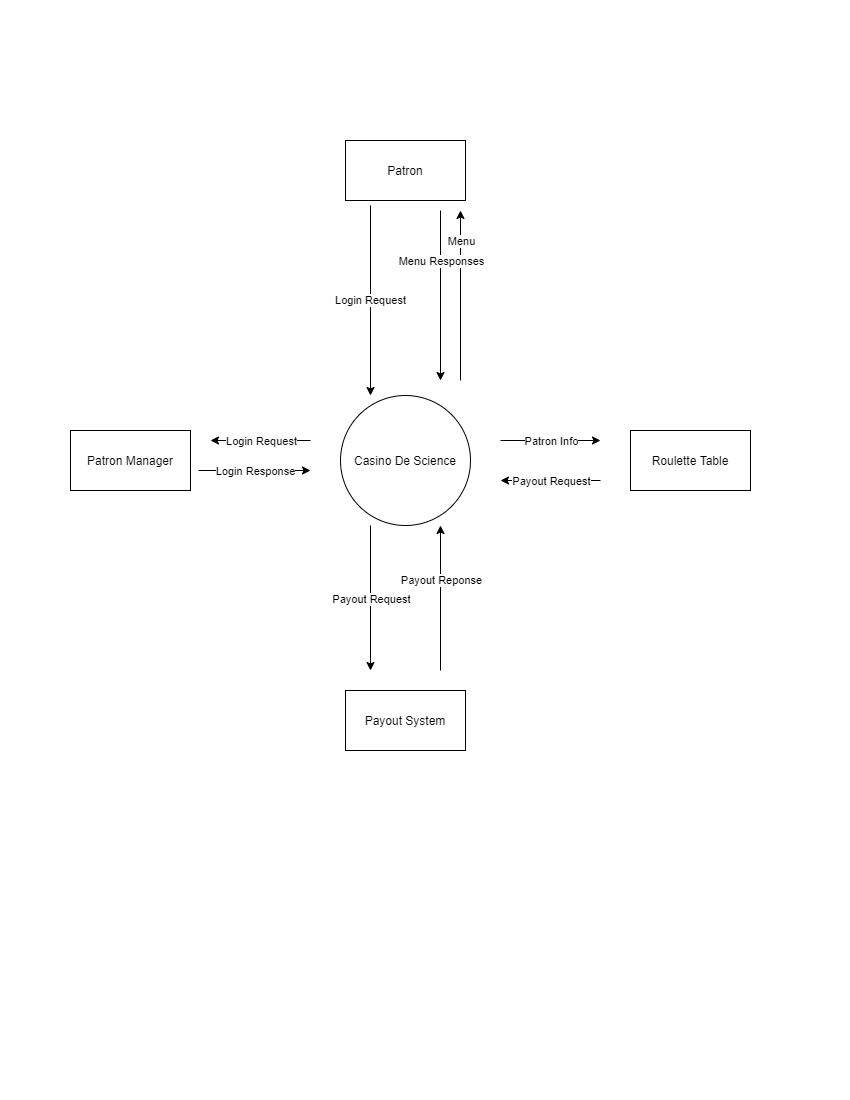 Patron
Menu
Menu Responses
Login Request
Login Request
Login Response
Patron Manager
Casino De Science
Patron Info
Payout Request
Roulette Table
Payout Reponse
Payout Request
Payout System